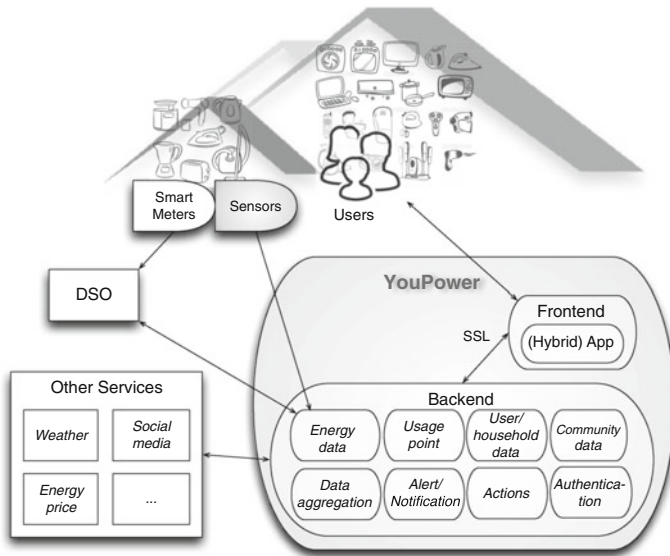 Smart
Meters
Sensors
Users
DSO
YouPower
Frontend
(Hybrid) App
SSL
Other Services
Weather
Social
media
Energy
price
...
Backend
Energy
data
Usage
point
User/
household
data
Community
data
Data
aggregation
Alert/
Notification
Actions
Authentica-
tion